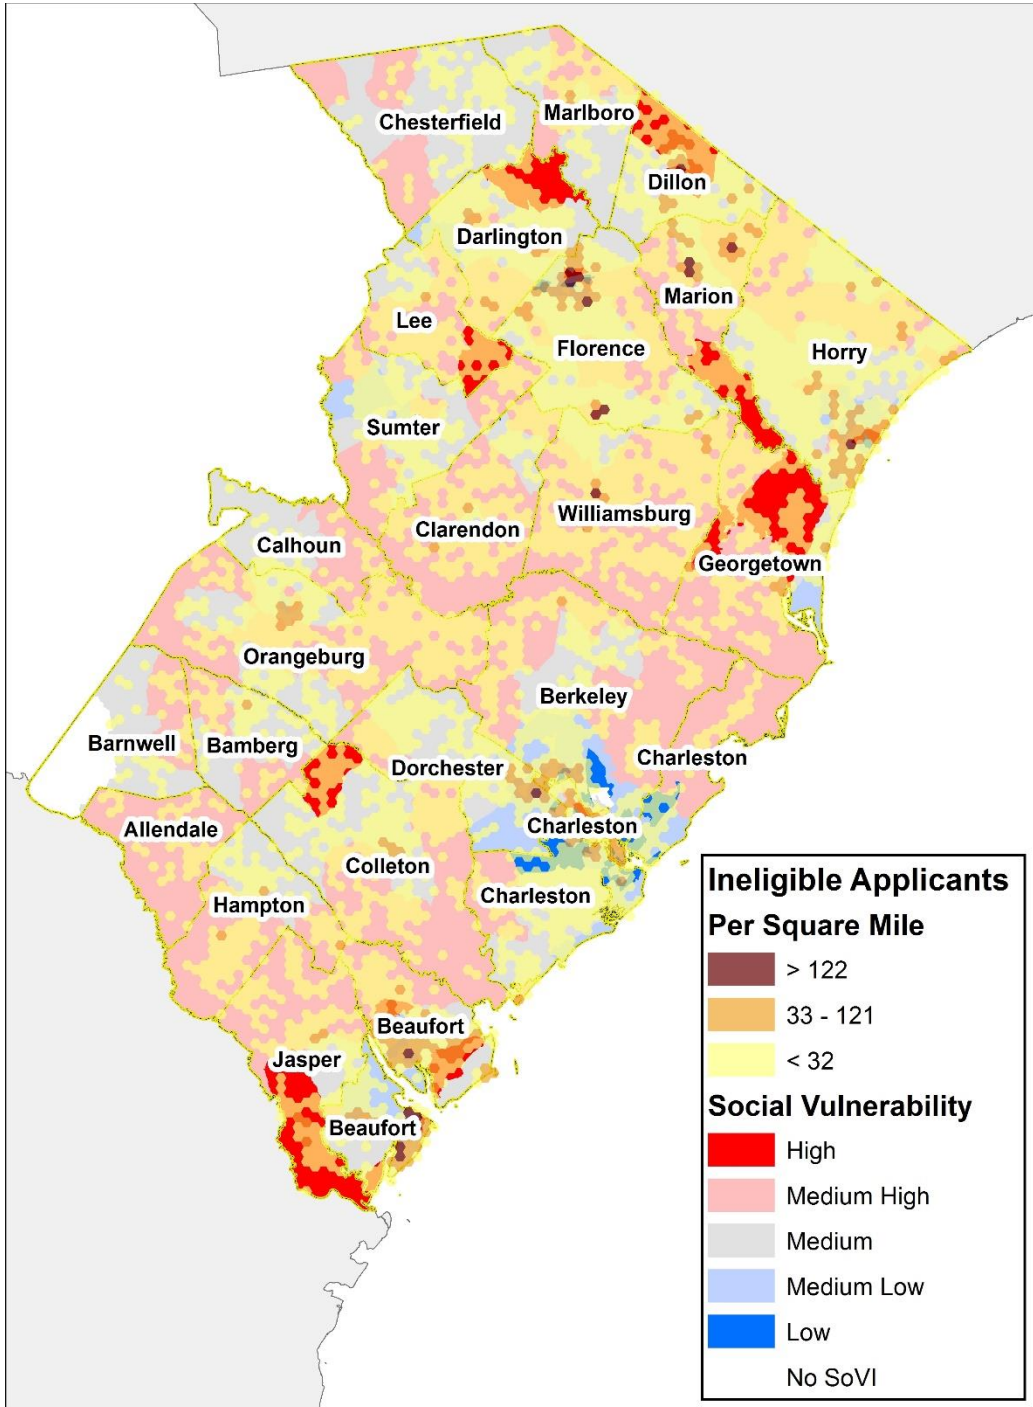 Chesterfield
Marlboro
Dillon
Darlington
Marion
Lee
Florence
Horry
Sumter
Clarendon
Williamsburg
Calhoun
Georgetown
Orangeburg
Berkeley
Barnwell
Bamberg
Dorchester
Charleston
Allendale
Charleston
Colleton
Hampton
Charleston
Beaufort
Jasper
Beaufort
Ineligible Applicants
Per Square Mile
> 122
33 - 121
< 32
Social Vulnerability
High
Medium High
Medium
Medium Low
Low
No SoVI